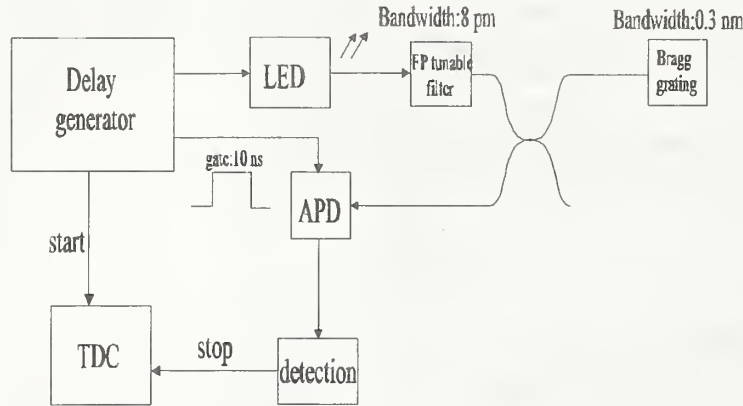 Bandwidth:8 pm
Bandwidth:0.3 nm
Delay
generator
LED
FP tunable
filter
Bragg
grating
gate:10 ns
APD
start
TDC
stop
detection